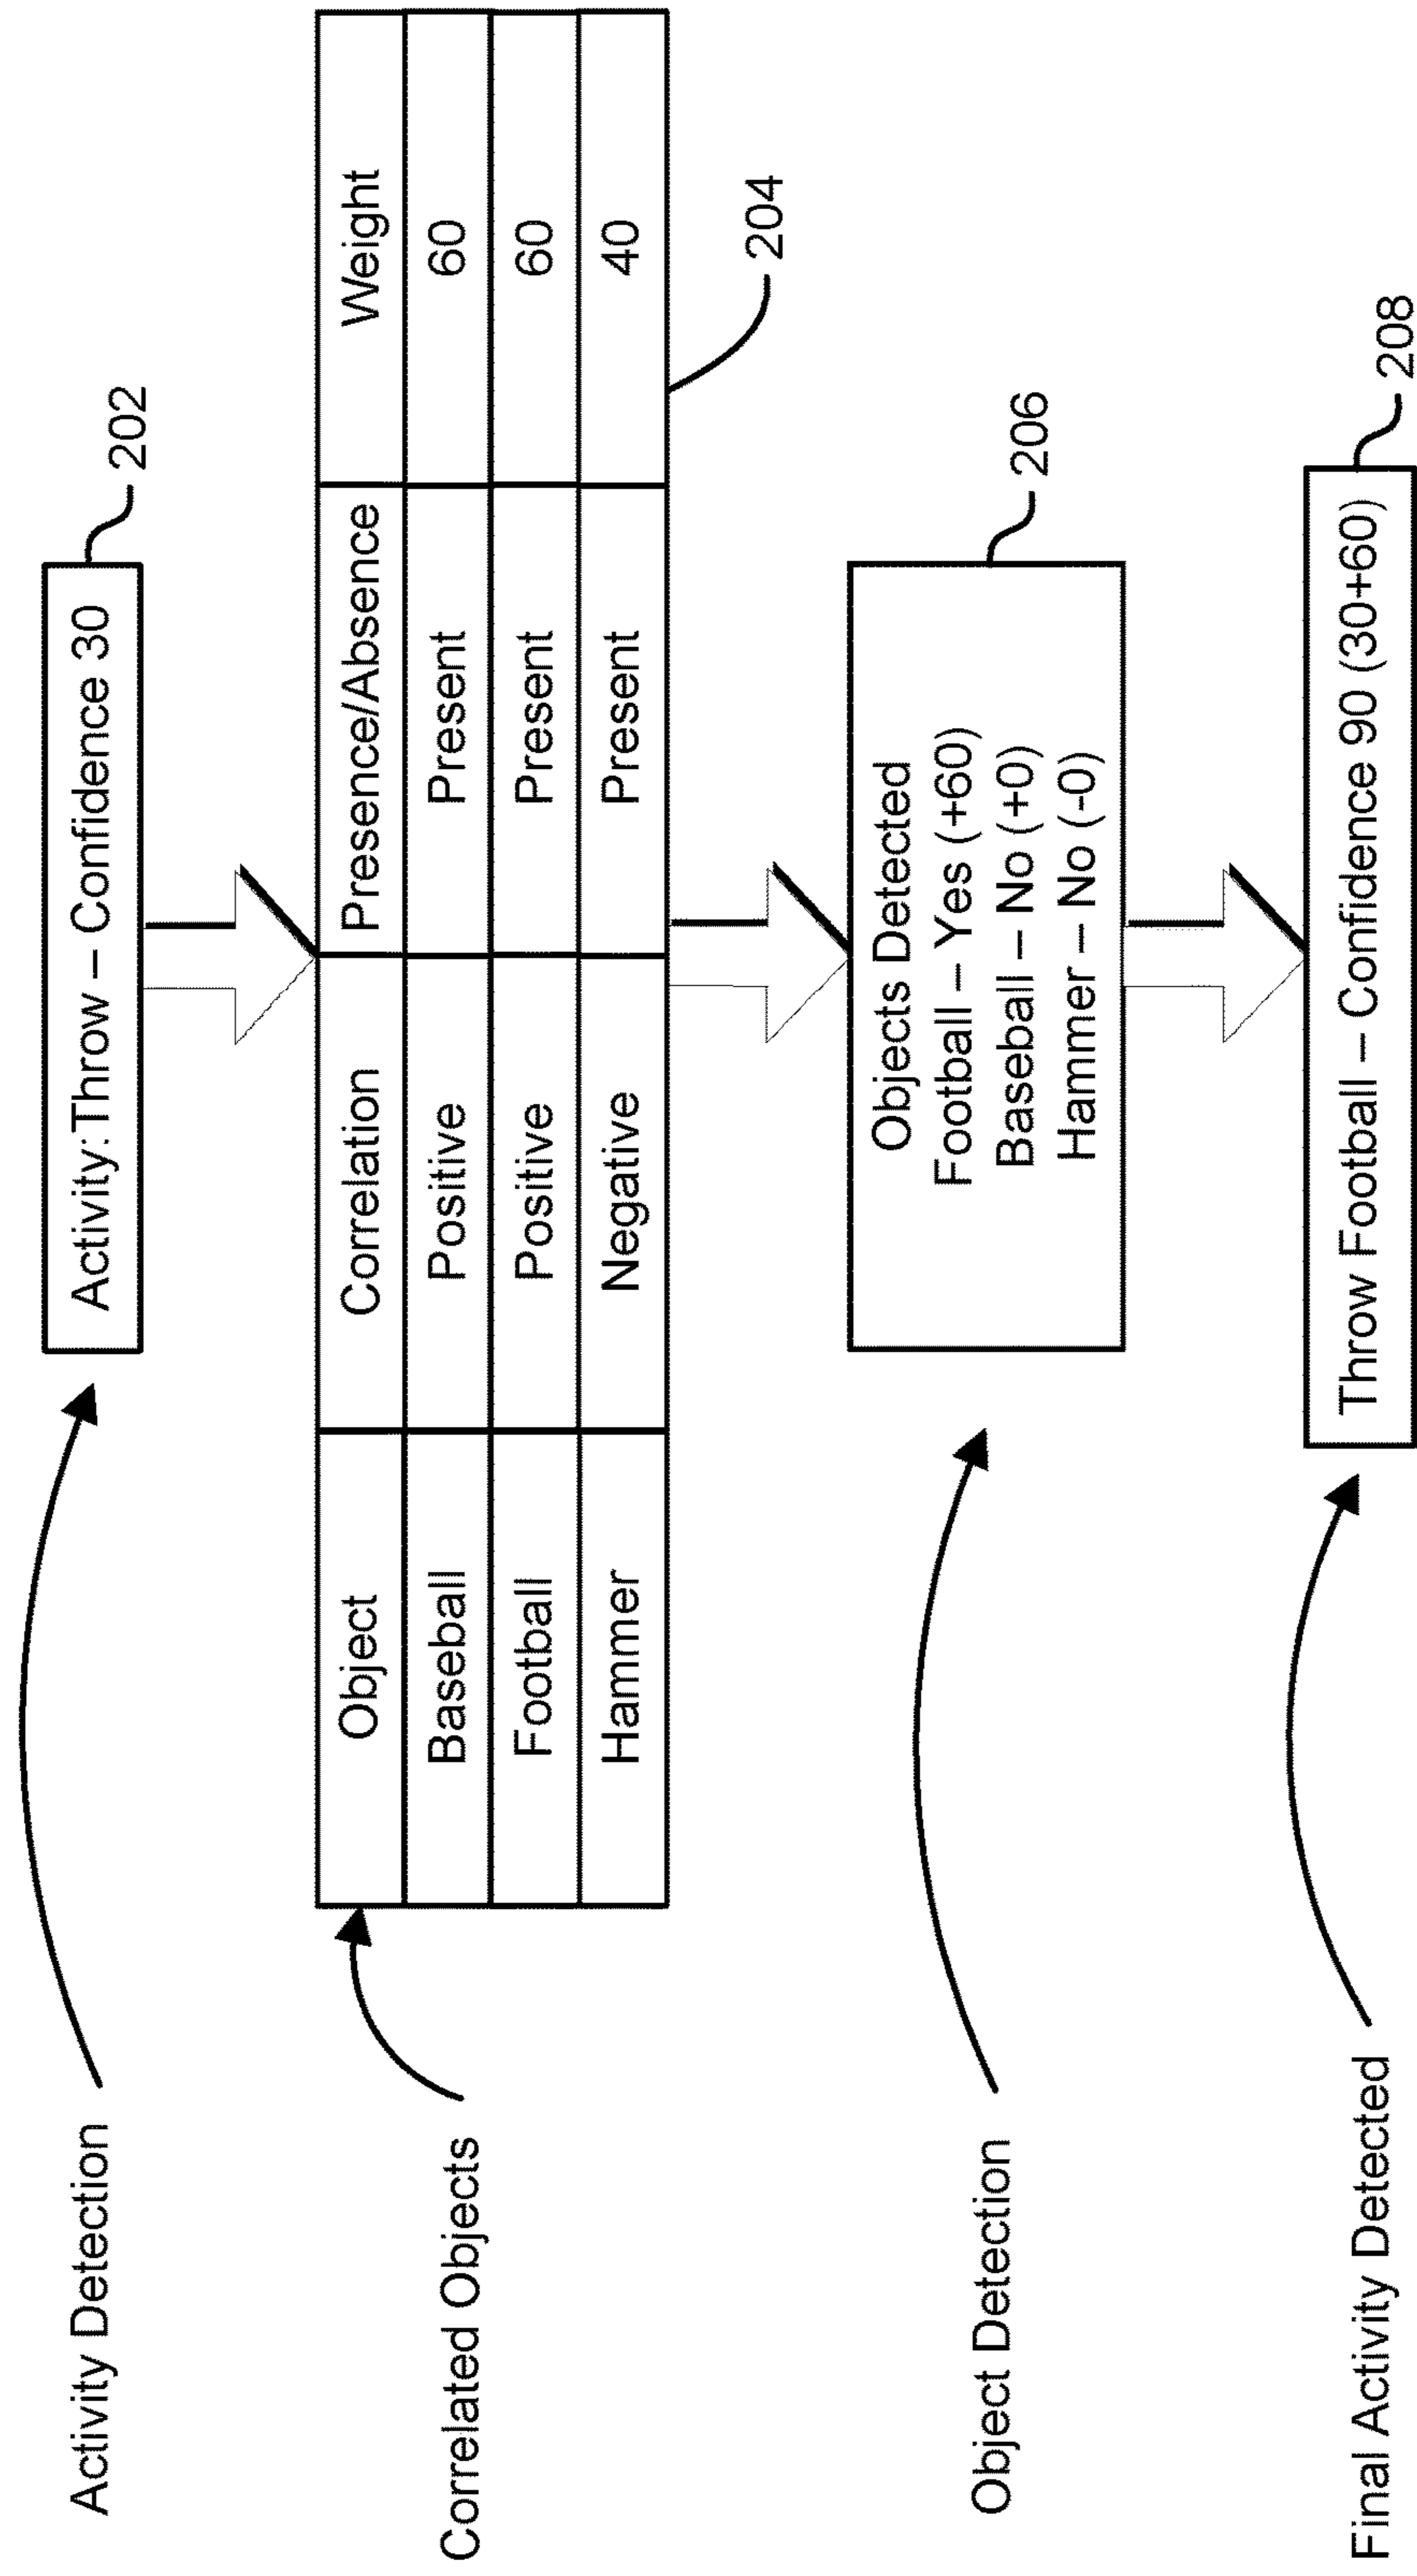 Activity Detection
Activity: Throw – Confidence 30
202
Correlated Objects
Object Correlation Presence/Absence Weight
Baseball Positive Present 60
Football Positive Present 60
Hammer Negative Present 40
204
Object Detection
Objects Detected
Football – Yes (+60)
Baseball – No (+0)
Hammer – No (-0)
206
Final Activity Detected
Throw Football – Confidence 90 (30+60)
208